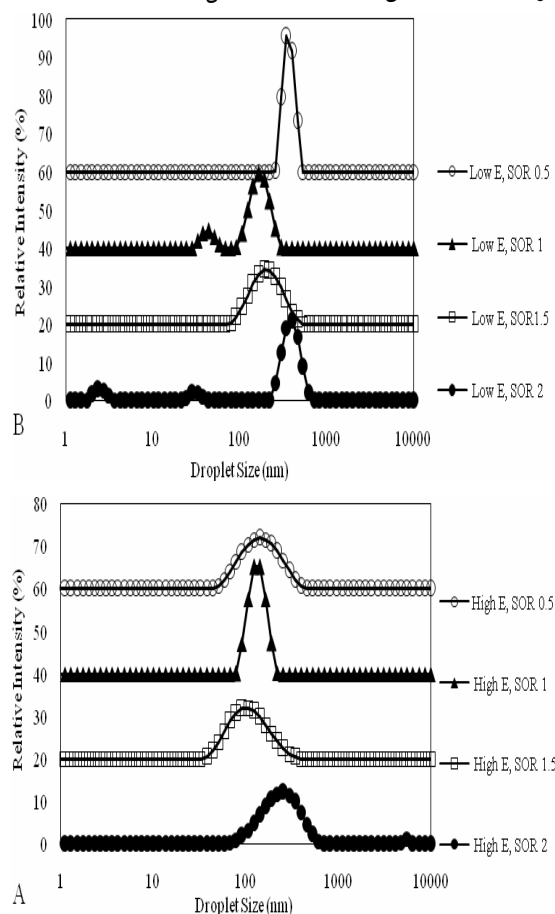 100
90
80
70
60
50
40
30
20
10
0
Relative Intensity (%)
1 10 100 1000 10000
Droplet Size (nm)
Low E, SOR 0.5
Low E, SOR 1
Low E, SOR1.5
Low E, SOR 2
B
80
70
60
50
40
30
20
10
0
Relative Intensity (%)
1 10 100 1000 10000
Droplet Size (nm)
High E, SOR 0.5
High E, SOR 1
High E, SOR 1.5
High E, SOR 2
A